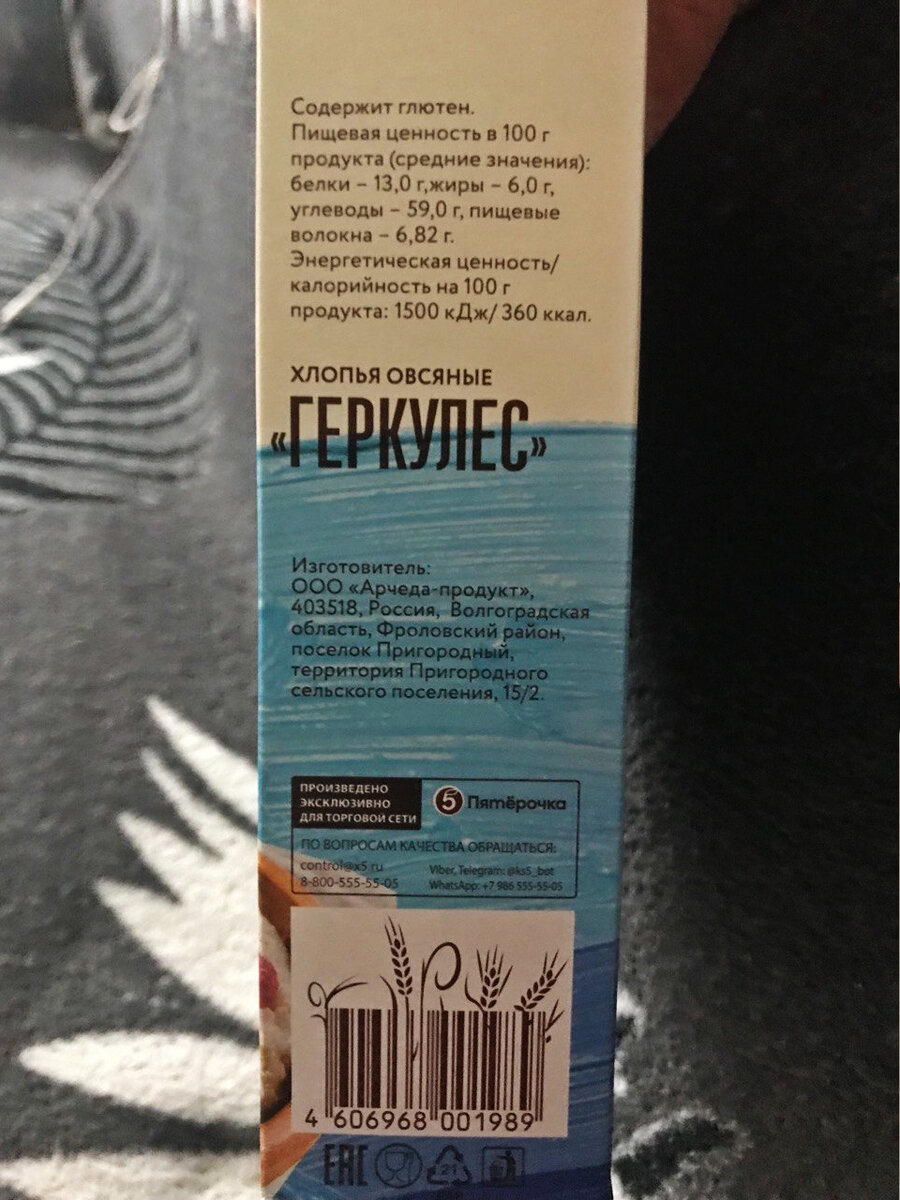 Содержит глютен.
Пищевая ценность в 100 г
продукта (средние значения):
белки – 13,0 г,жиры – 6,0 г,
углеводы – 59,0 г, пищевые
волокна – 6,82 г.
Энергетическая ценность/
калорийность на 100 г
продукта: 1500 кДж/ 360 ккал.
ХЛОПЬЯ ОВСЯНЫЕ
«ГЕРКУЛЕС»
Изготовитель:
ООО «Арчеда-продукт»,
403518, Россия, Волгоградская
область, Фроловский район,
поселок Пригородный,
территория Пригородного
сельского поселения, 15/2.
ПРОИЗВЕДЕНО
ЭКСКЛЮЗИВНО
ДЛЯ ТОРГОВОЙ СЕТИ
5 Пятёрочка
ПО ВОПРОСАМ КАЧЕСТВА ОБРАЩАТЬСЯ:
control@x5.ru
8-800-555-55-05
Viber, Telegram: @ks5_bot
WhatsApp: +7 986 555-55-05
4 606968 001989
EAC
21